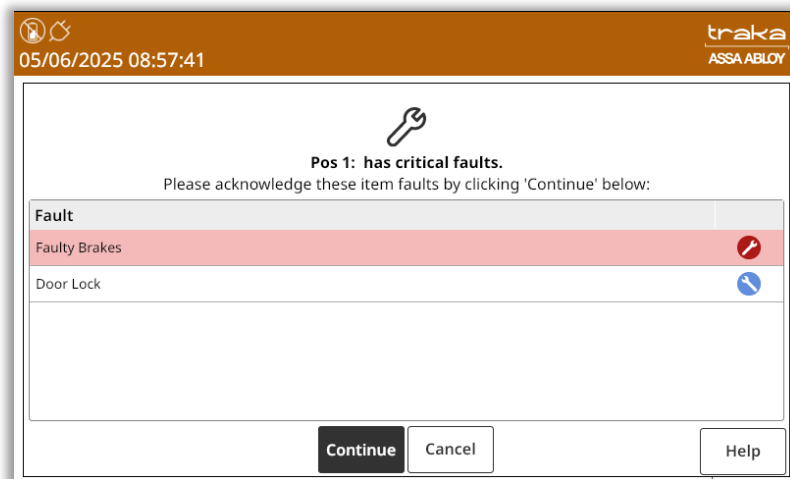 traka
05/06/2025 08:57:41
ASSA ABLOY
Pos 1: has critical faults.
Please acknowledge these item faults by clicking 'Continue' below:
Fault
Faulty Brakes
Door Lock
Continue
Cancel
Help